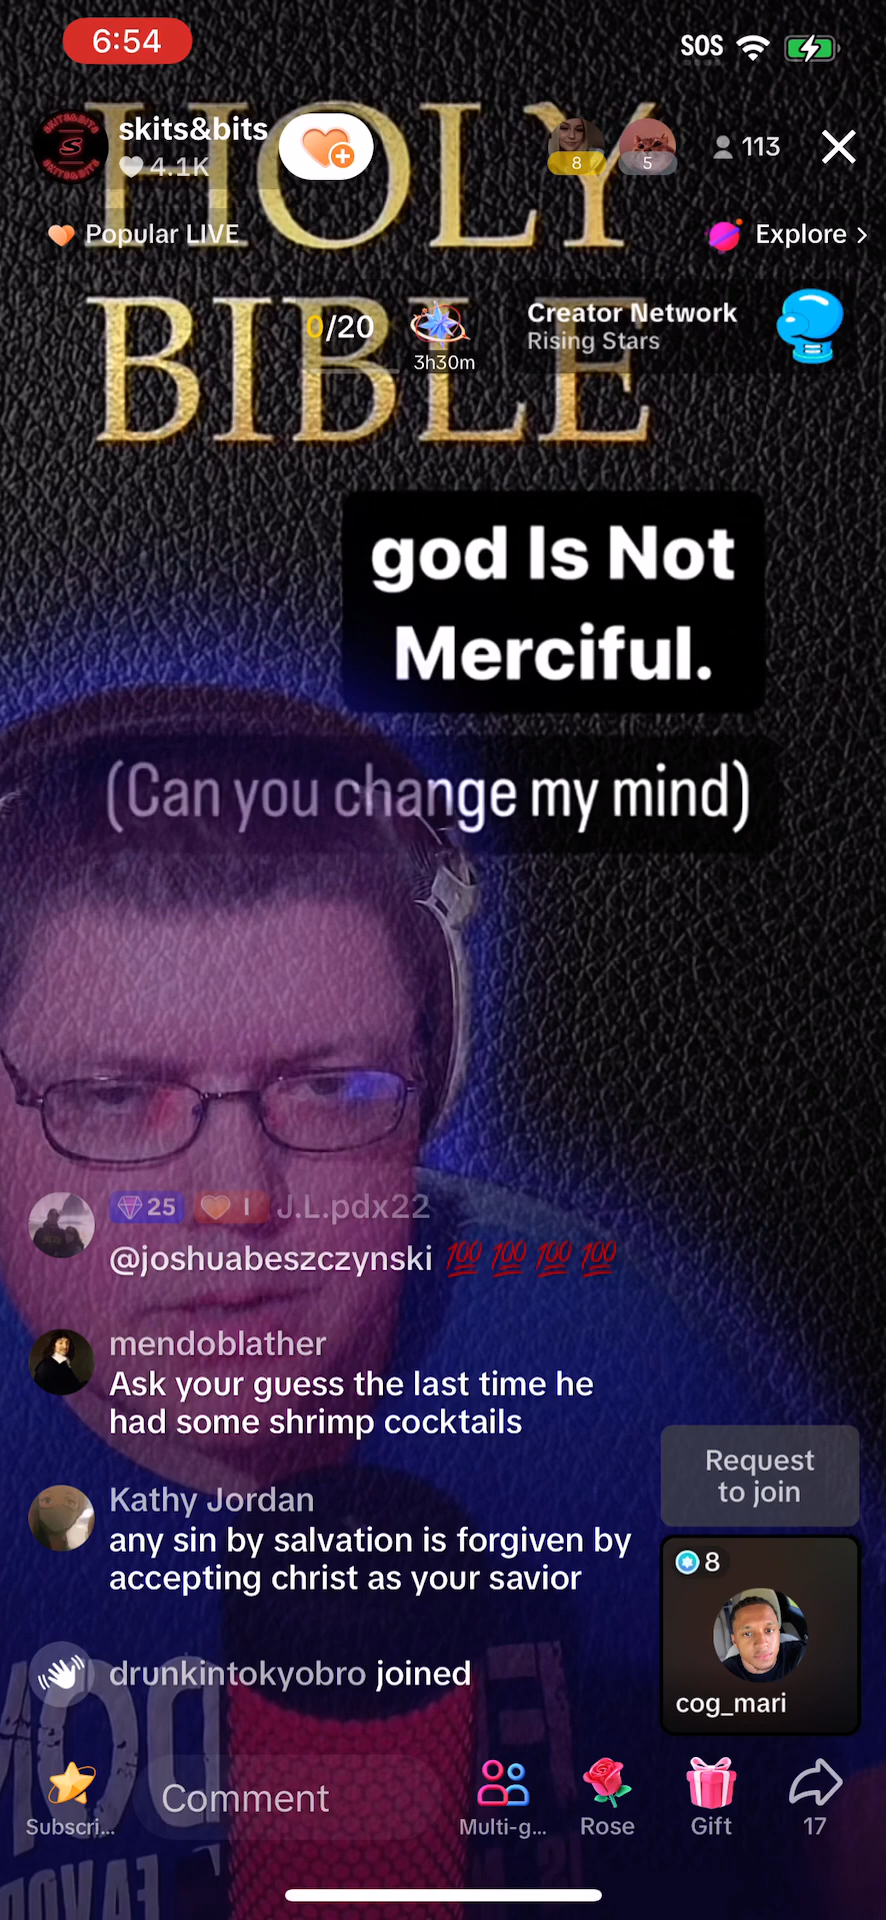 6:54
SOS
HOLY
BIBLE
skits&bits
4.1K
8
5
113
Popular LIVE
Explore >
0/20
3h30m
Creator Network
Rising Stars
god Is Not
Merciful.
(Can you change my mind)
25
I
J.L.pdx22
@joshuabeszczynski 💯 💯 💯 💯
mendoblather
Ask your guess the last time he
had some shrimp cocktails
Kathy Jordan
any sin by salvation is forgiven by
accepting christ as your savior
drunkintokyobro joined
Request
to join
8
cog_mari
Comment
Subscri...
Multi-g...
Rose
Gift
17